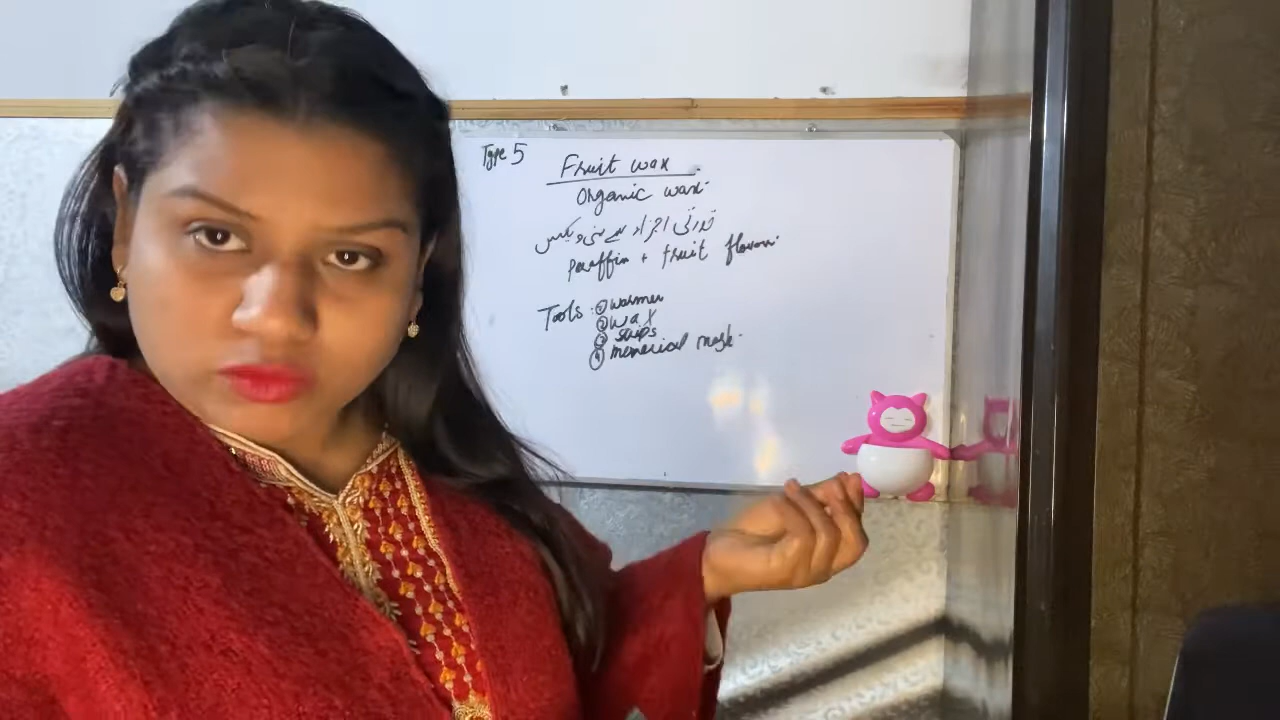 Type 5
Fruit wax
Organic wax
قدرتی اجزاء سے بنی ویکس
Paraffin + fruit flavour
Tools: ① warmer
② wax
③ strips
④ memerial mask